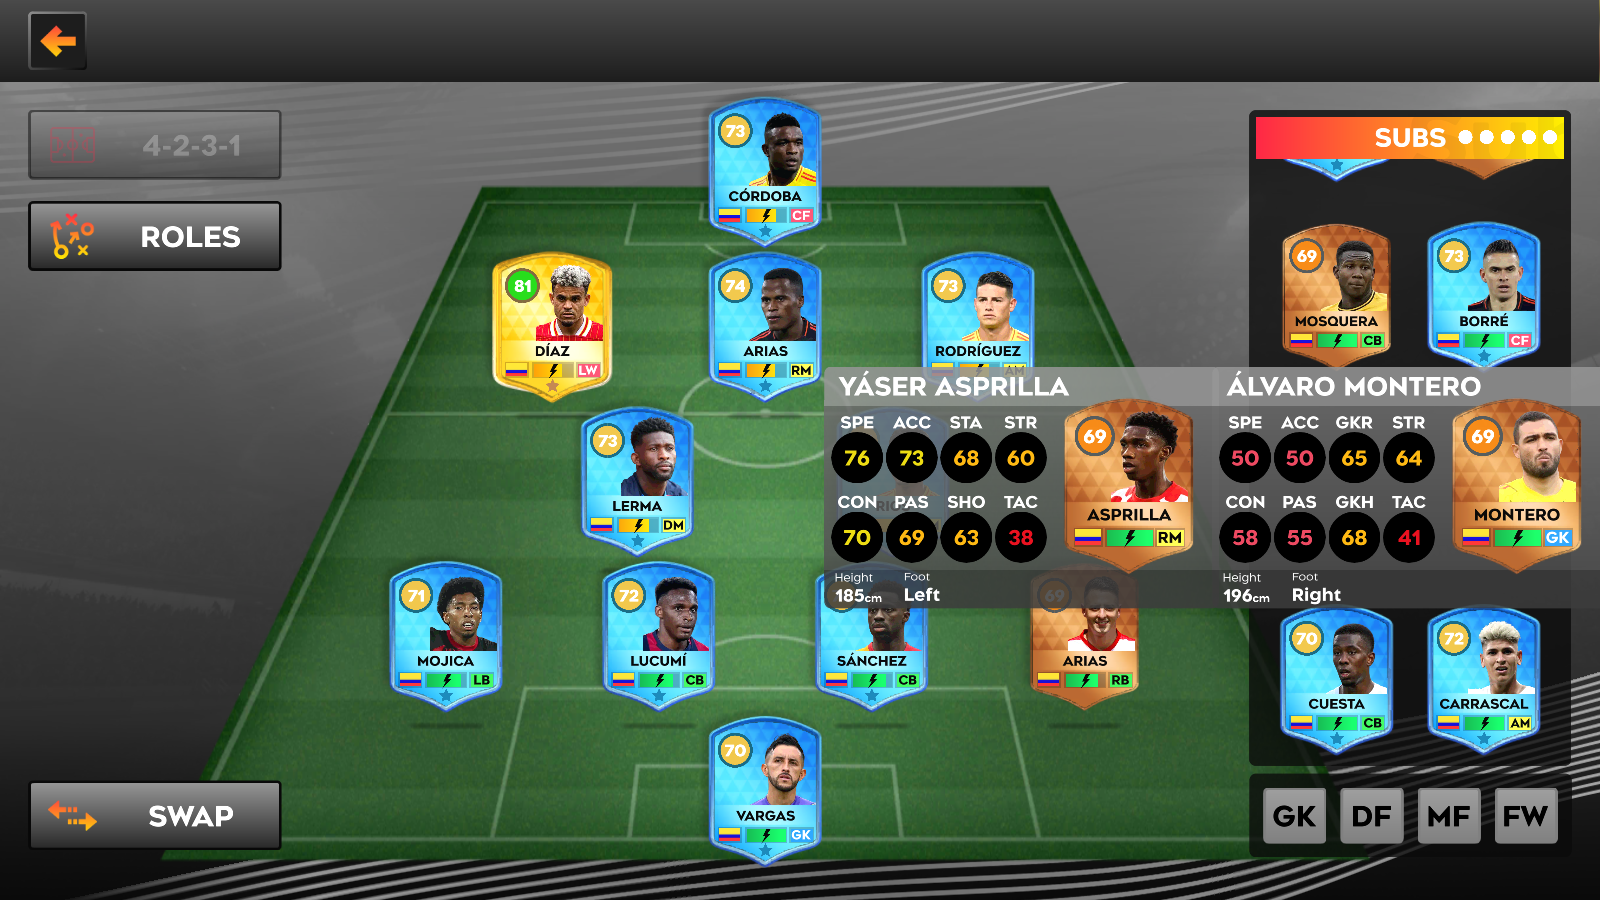 4-2-3-1
ROLES
SWAP
73
CÓRDOBA
CF
81
DÍAZ
LW
74
ARIAS
RM
73
RODRÍGUEZ
AM
73
LERMA
DM
71
MOJICA
LB
72
LUCUMÍ
CB
SÁNCHEZ
CB
69
ARIAS
RB
70
VARGAS
GK
SUBS
69
MOSQUERA
CB
73
BORRÉ
CF
YÁSER ASPRILLA
SPE ACC STA STR
76 73 68 60
CON PAS SHO TAC
70 69 63 38
Height Foot
185cm Left
69
ASPRILLA
RM
ÁLVARO MONTERO
SPE ACC GKR STR
50 50 65 64
CON PAS GKH TAC
58 55 68 41
Height Foot
196cm Right
69
MONTERO
GK
70
CUESTA
CB
72
CARRASCAL
AM
GK DF MF FW